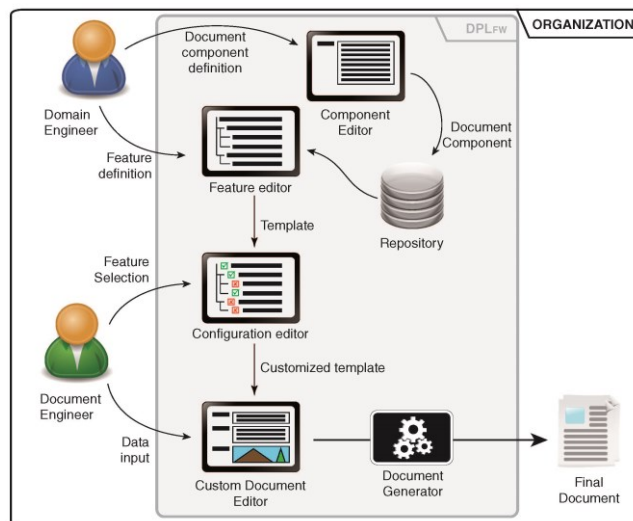 DPLFW
ORGANIZATION
Document
component
definition
Domain
Engineer
Component
Editor
Document
Component
Feature
definition
Feature editor
Repository
Template
Feature
Selection
Configuration editor
Document
Engineer
Customized template
Data
input
Custom Document
Editor
Document
Generator
Final
Document